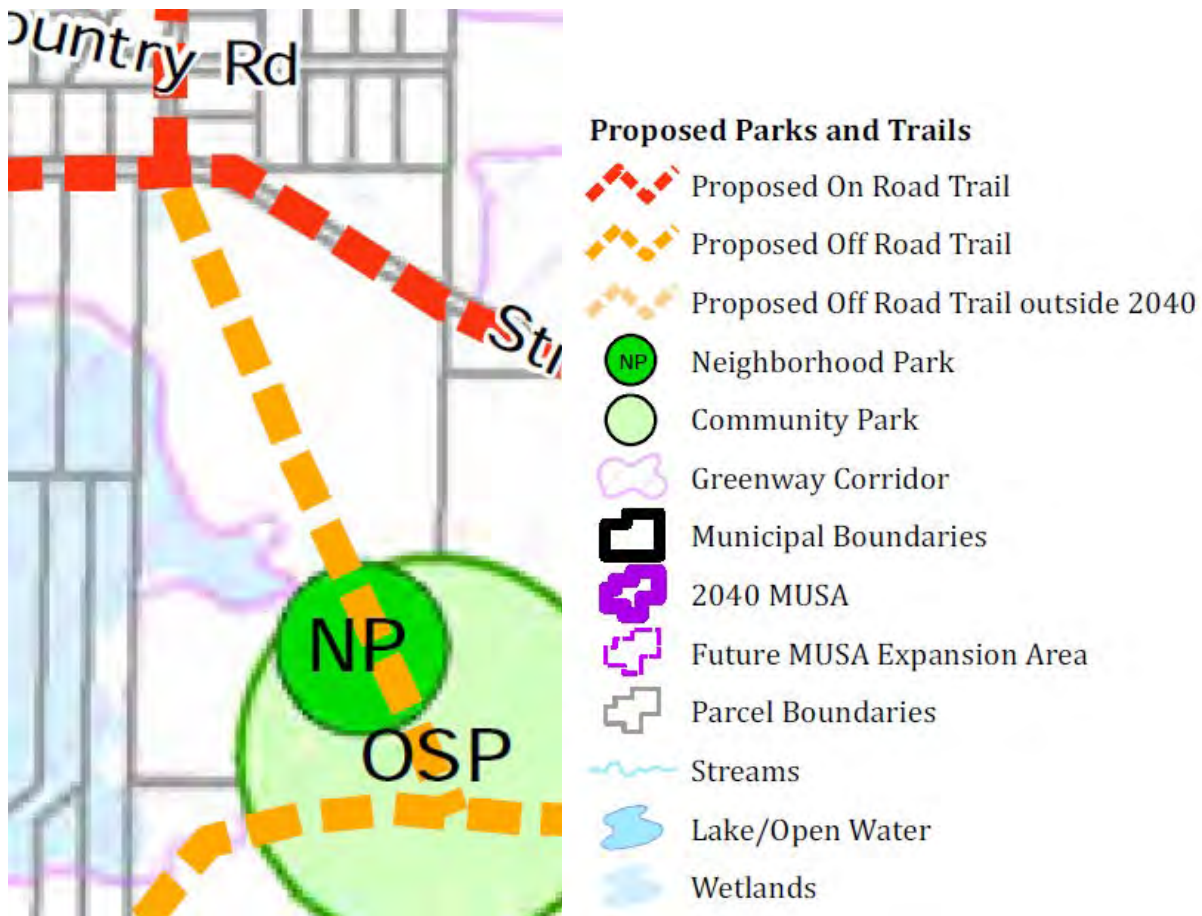 ountry Rd
NP
OSP
Proposed Parks and Trails
Proposed On Road Trail
Proposed Off Road Trail
Proposed Off Road Trail outside 2040
NP
Neighborhood Park
Community Park
Greenway Corridor
Municipal Boundaries
2040 MUSA
Future MUSA Expansion Area
Parcel Boundaries
Streams
Lake/Open Water
Wetlands